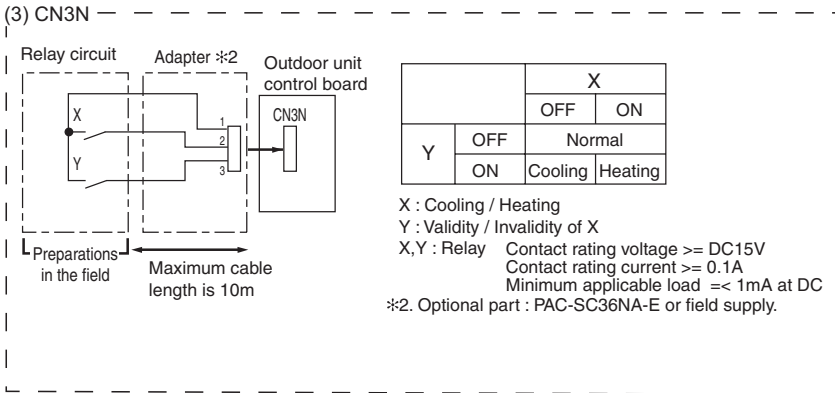 (3) CN3N
Relay circuit
Adapter ✻2
Outdoor unit
control board
X
Y
1
2
3
CN3N
Preparations
in the field
Maximum cable
length is 10m
X
OFF ON
Y OFF Normal
ON Cooling Heating
X : Cooling / Heating
Y : Validity / Invalidity of X
X,Y : Relay Contact rating voltage >= DC15V
Contact rating current >= 0.1A
Minimum applicable load =< 1mA at DC
✻2. Optional part : PAC-SC36NA-E or field supply.